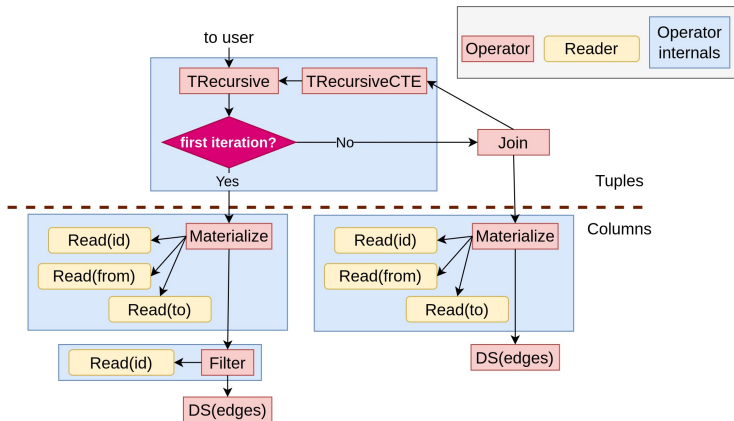 to user
Operator
Reader
Operator
internals
TRecursive
TRecursiveCTE
first iteration?
No
Join
Yes
Tuples
Columns
Read(id)
Materialize
Read(from)
Read(to)
Read(id)
Materialize
Read(from)
Read(to)
Read(id)
Filter
DS(edges)
DS(edges)